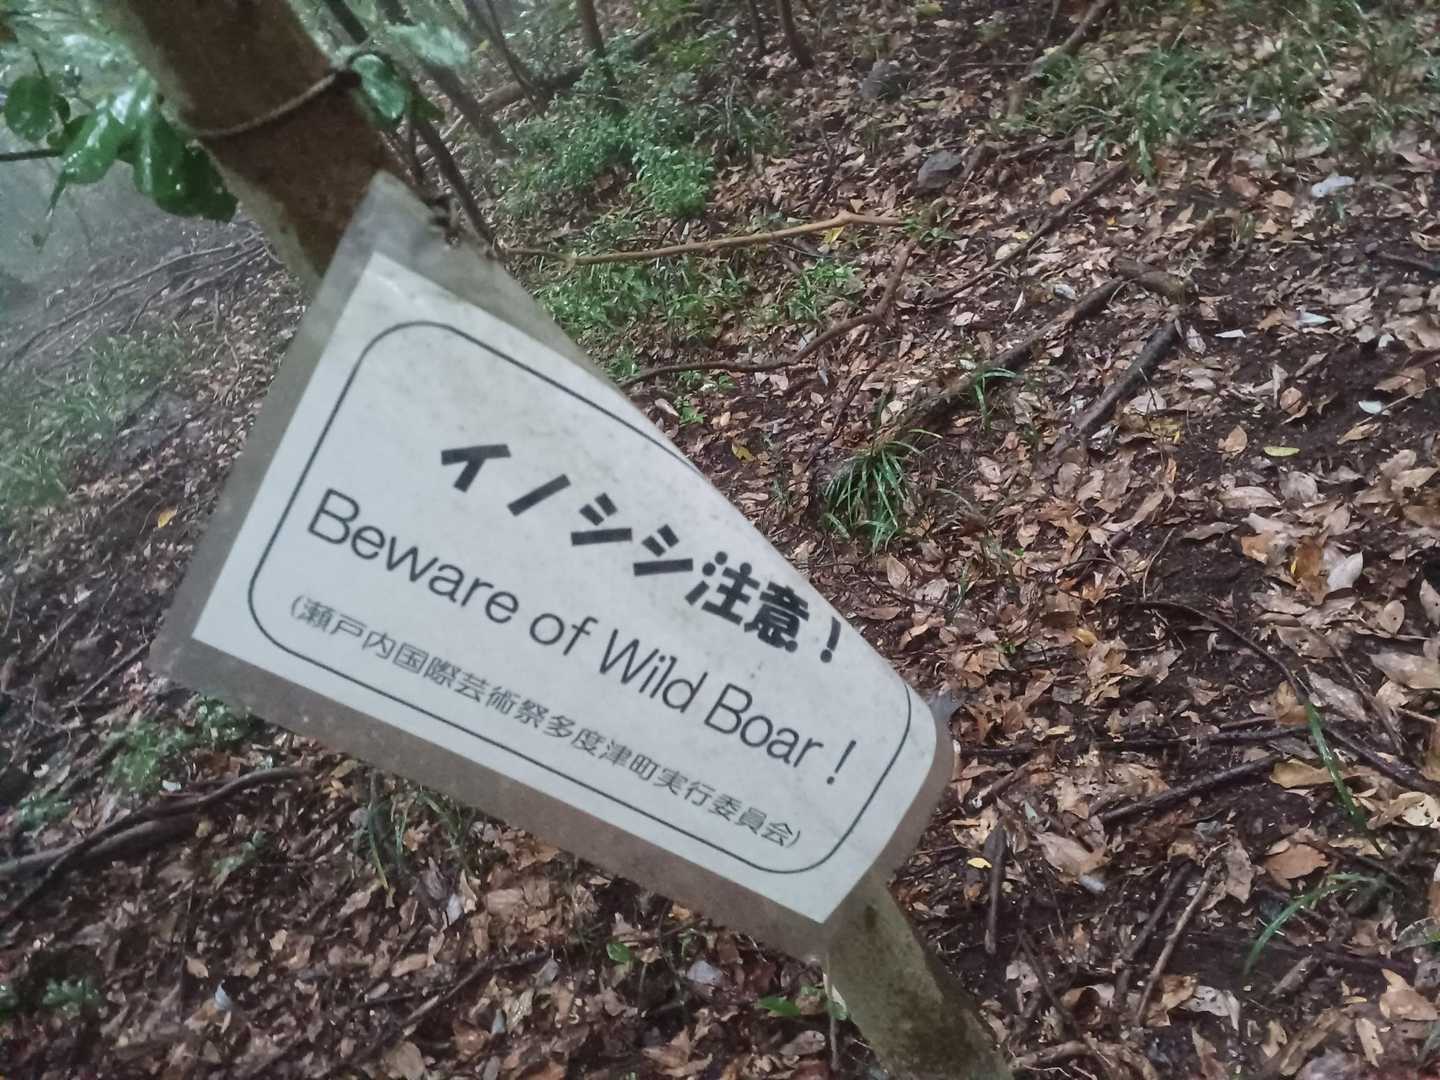 イノシシ注意!
Beware of Wild Boar !
(瀬戸内国際芸術祭多度津町実行委員会)